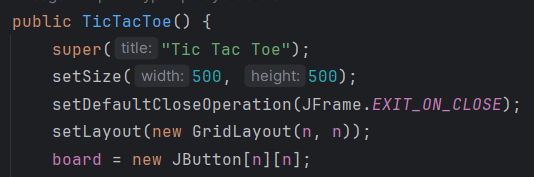 public TicTacToe() {
super( title: "Tic Tac Toe");
setSize( width: 500, height: 500);
setDefaultCloseOperation(JFrame.EXIT_ON_CLOSE);
setLayout(new GridLayout(n, n));
board = new JButton[n][n];